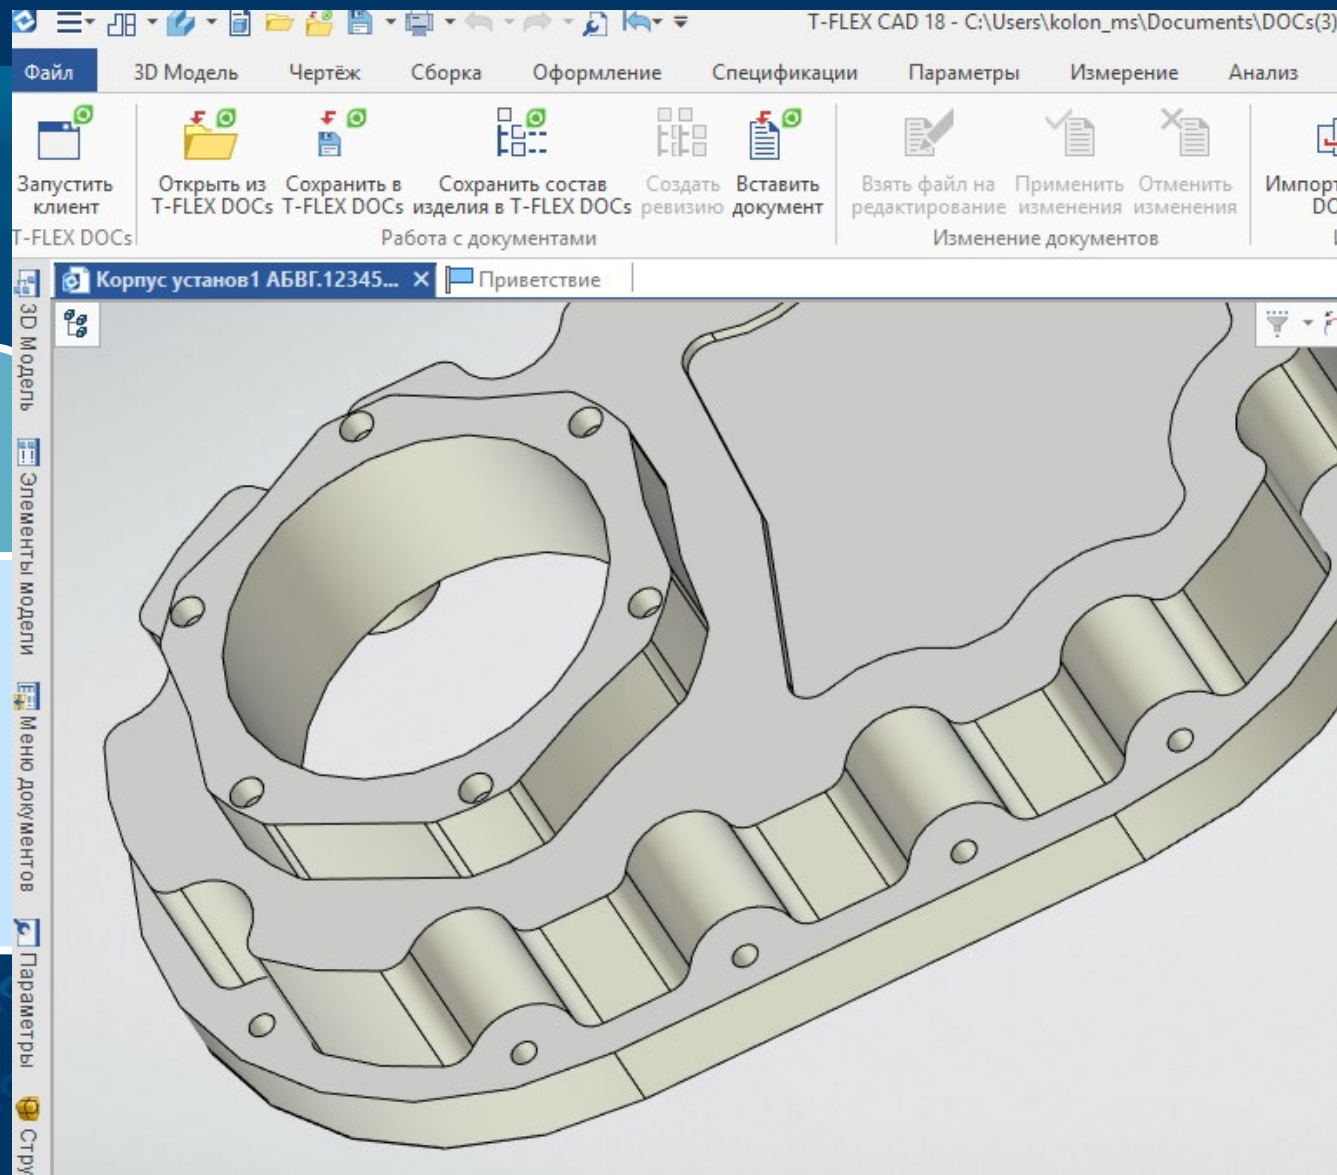 T-FLEX CAD 18 - C:\Users\kolon_ms\Documents\DOCs(3)
Файл 3D Модель Чертёж Сборка Оформление Спецификации Параметры Измерение Анализ
Запустить клиент
Открыть из T-FLEX DOCs
Сохранить в T-FLEX DOCs
Сохранить состав изделия в T-FLEX DOCs
Создать ревизию
Вставить документ
Взять файл на редактирование
Применить изменения
Отменить изменения
T-FLEX DOCs Работа с документами Изменение документов
Корпус установ1 АБВГ.12345... Приветствие
3D Модель
Элементы модели
Меню документов
Параметры